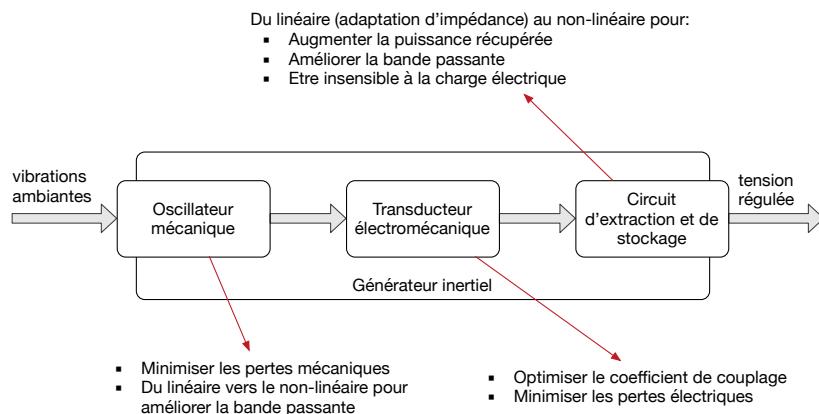 Du linéaire (adaptation d'impédance) au non-linéaire pour:
▪ Augmenter la puissance récupérée
▪ Améliorer la bande passante
▪ Etre insensible à la charge électrique
vibrations
ambiantes
Oscillateur
mécanique
Transducteur
électromécanique
Circuit
d'extraction et de
stockage
tension
régulée
Générateur inertiel
▪ Minimiser les pertes mécaniques
▪ Du linéaire vers le non-linéaire pour
améliorer la bande passante
▪ Optimiser le coefficient de couplage
▪ Minimiser les pertes électriques